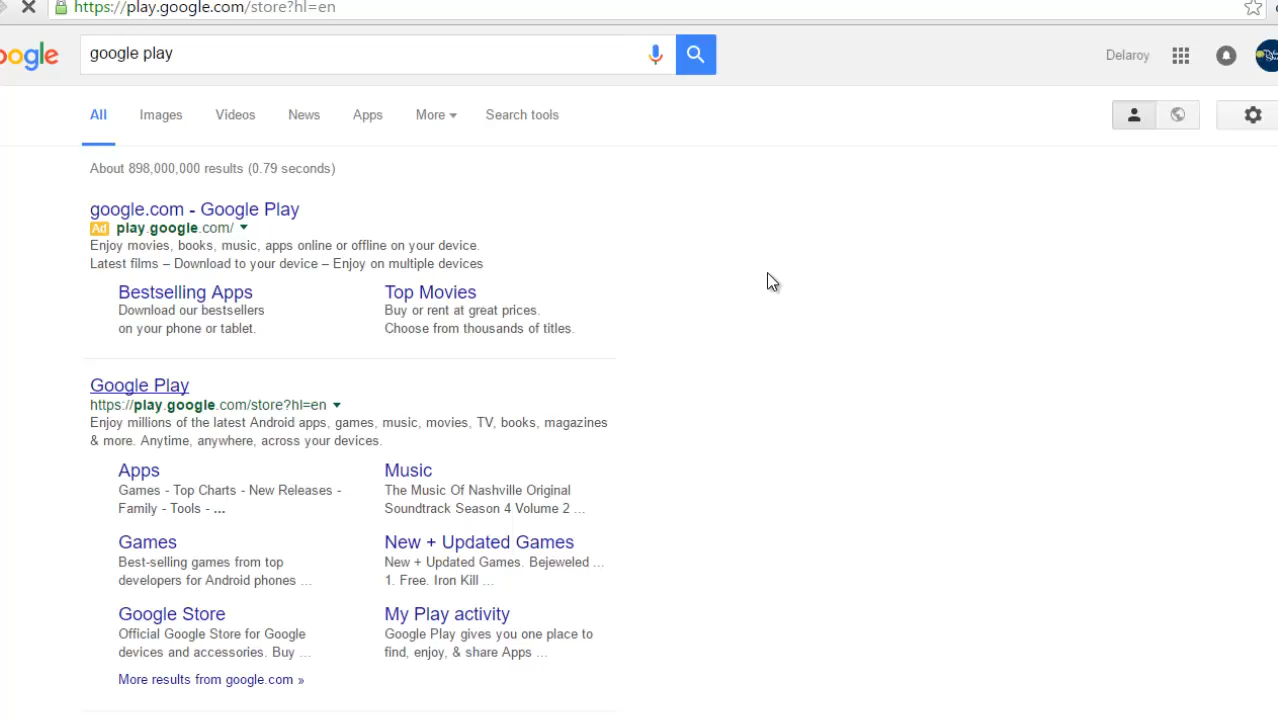 https://play.google.com/store?hl=en
oogle google play Delaroy
All Images Videos News Apps More Search tools
About 898,000,000 results (0.79 seconds)
google.com - Google Play
Ad play.google.com/
Enjoy movies, books, music, apps online or offline on your device.
Latest films – Download to your device – Enjoy on multiple devices
Bestselling Apps
Download our bestsellers
on your phone or tablet.
Top Movies
Buy or rent at great prices.
Choose from thousands of titles.
Google Play
https://play.google.com/store?hl=en
Enjoy millions of the latest Android apps, games, music, movies, TV, books, magazines
& more. Anytime, anywhere, across your devices.
Apps
Games - Top Charts - New Releases -
Family - Tools - ...
Music
The Music Of Nashville Original
Soundtrack Season 4 Volume 2 ...
Games
Best-selling games from top
developers for Android phones ...
New + Updated Games
New + Updated Games. Bejeweled ...
1. Free. Iron Kill ...
Google Store
Official Google Store for Google
devices and accessories. Buy ...
My Play activity
Google Play gives you one place to
find, enjoy, & share Apps ...
More results from google.com »